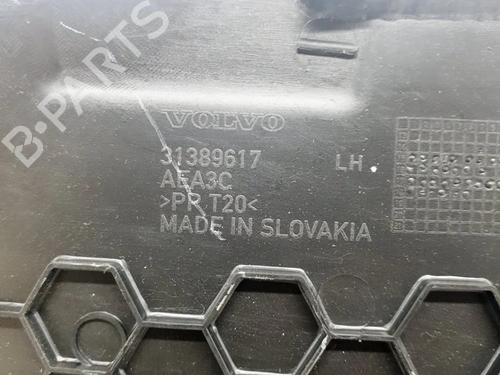 B-PARTS
VOLVO
31389617 LH
AEA3C
>PP T20<
MADE IN SLOVAKIA